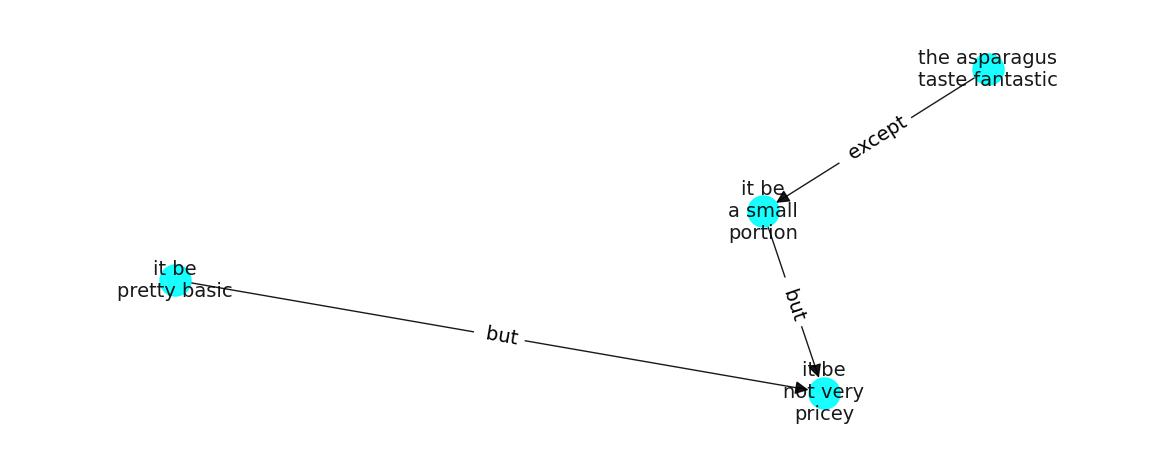 the asparagus
taste fantastic
except
it be
a small
portion
it be
pretty basic
but
but
it be
not very
pricey